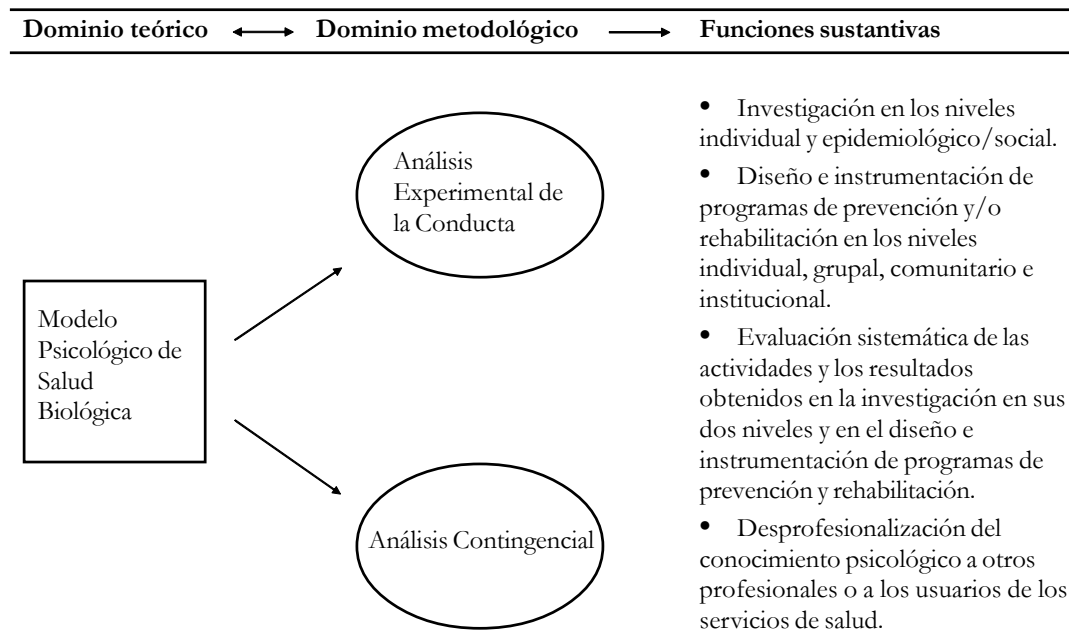 Dominio teórico Dominio metodológico Funciones sustantivas
Modelo
Psicológico de
Salud
Biológica
Análisis
Experimental de
la Conducta
Análisis Contingencial
• Investigación en los niveles
individual y epidemiológico/social.
• Diseño e instrumentación de
programas de prevención y/o
rehabilitación en los niveles
individual, grupal, comunitario e
institucional.
• Evaluación sistemática de las
actividades y los resultados
obtenidos en la investigación en sus
dos niveles y en el diseño e
instrumentación de programas de
prevención y rehabilitación.
• Desprofesionalización del
conocimiento psicológico a otros
profesionales o a los usuarios de los
servicios de salud.